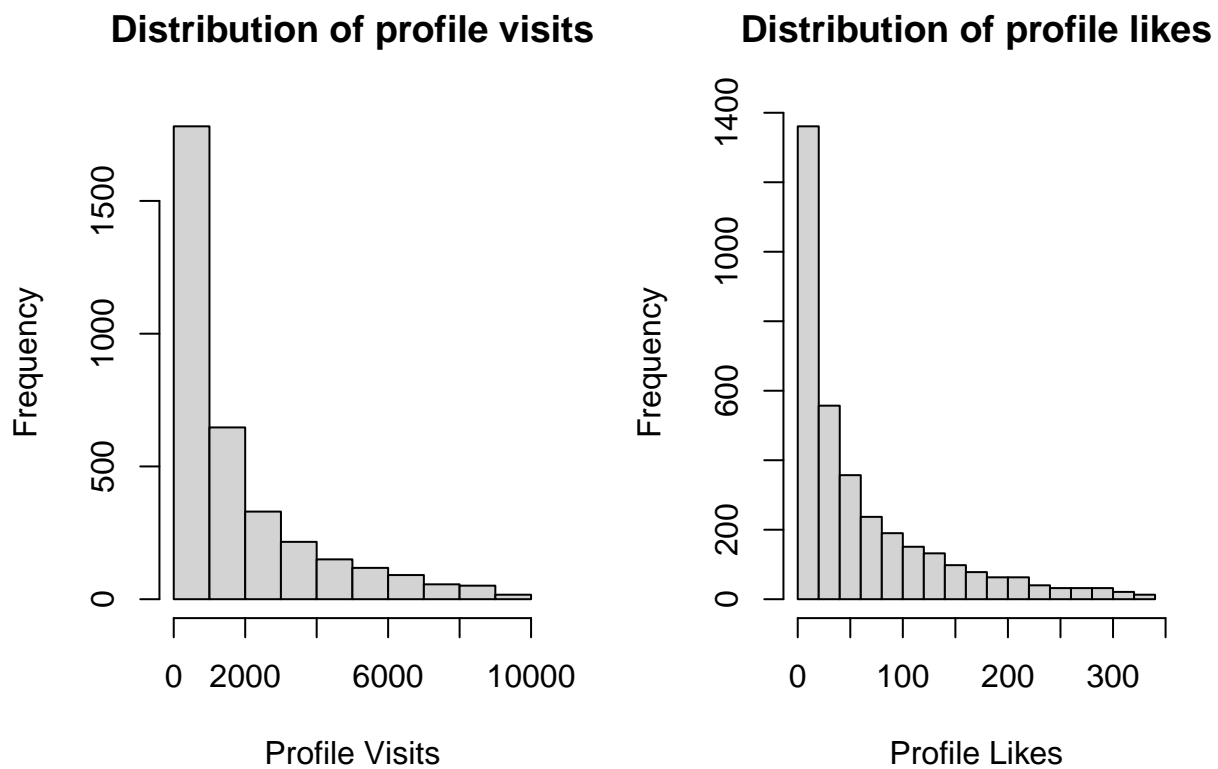 Distribution of profile visits
Frequency
1500
1000
500
0
0 2000 6000 10000
Profile Visits
Distribution of profile likes
Frequency
1400
1000
600
200
0
0 100 200 300
Profile Likes